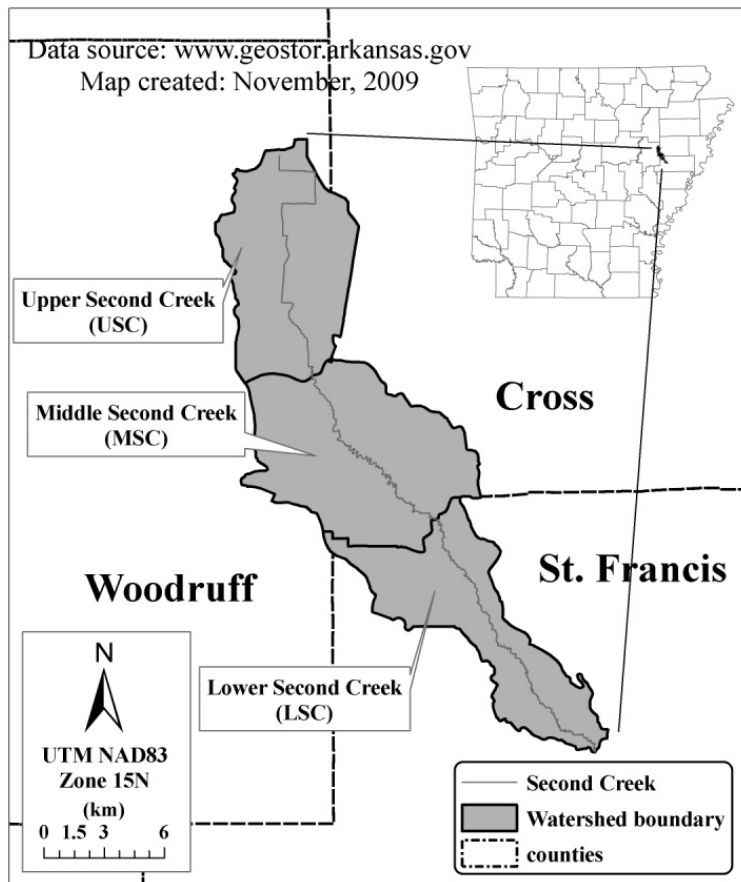 Data source: www.geostor.arkansas.gov
Map created: November, 2009
Upper Second Creek
(USC)
Middle Second Creek
(MSC)
Cross
Woodruff
St. Francis
Lower Second Creek
(LSC)
N
UTM NAD83
Zone 15N
(km)
0 1.5 3 6
Second Creek
Watershed boundary
counties